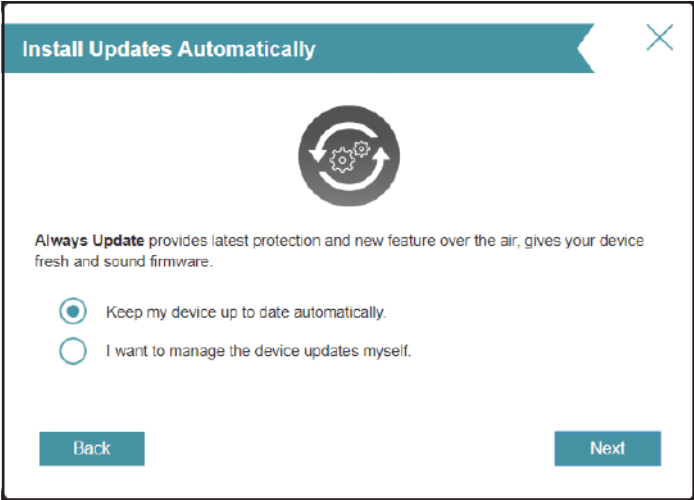 Install Updates Automatically
Always Update provides latest protection and new feature over the air, gives your device
fresh and sound firmware.
Keep my device up to date automatically.
I want to manage the device updates myself.
Back
Next